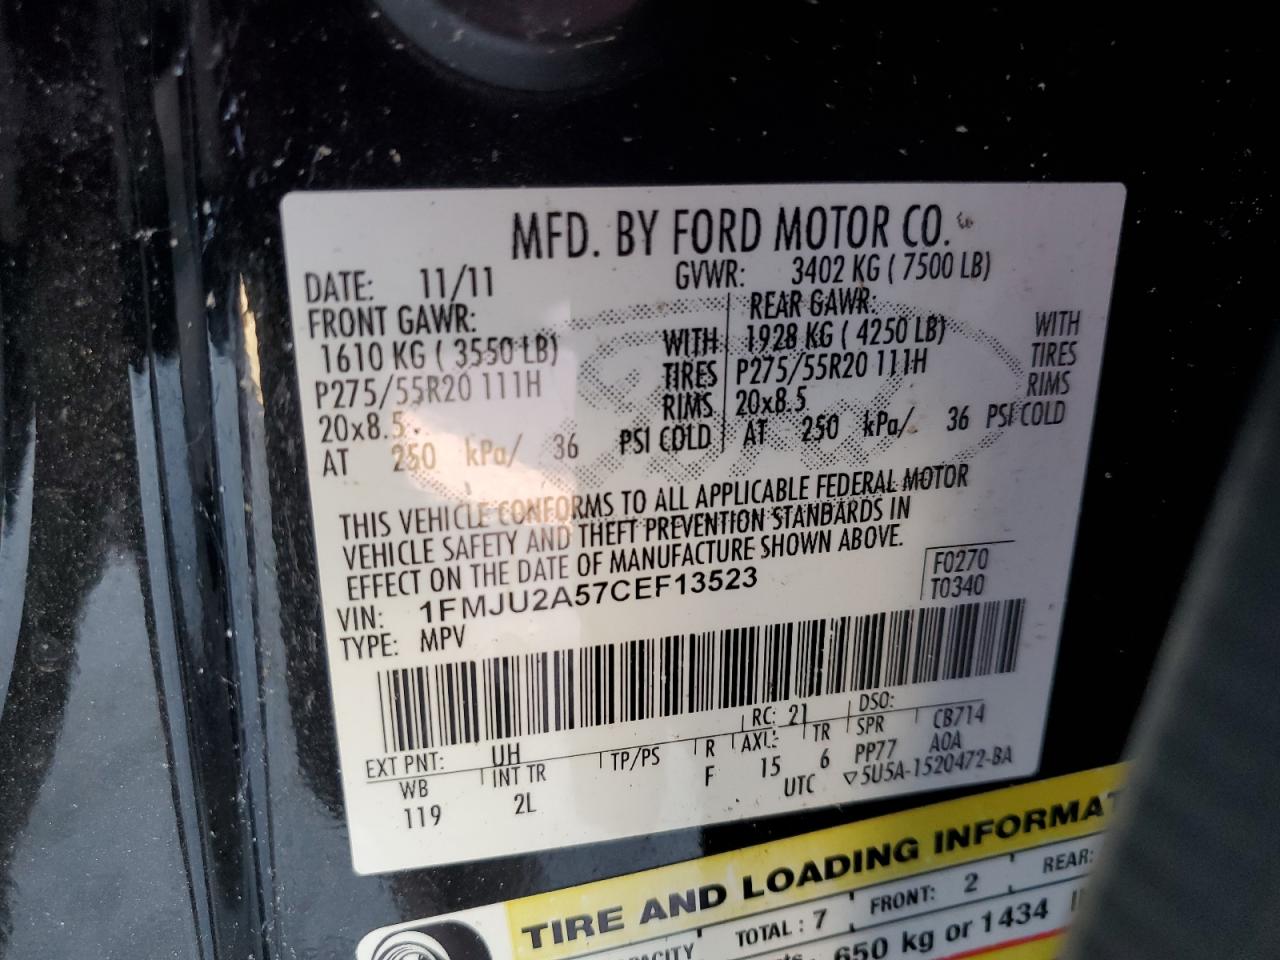 MFD. BY FORD MOTOR CO.
DATE: 11/11 GVWR: 3402 KG ( 7500 LB)
FRONT GAWR: REAR GAWR:
1610 KG ( 3550 LB) WITH 1928 KG ( 4250 LB) WITH
P275/55R20 111H TIRES P275/55R20 111H TIRES
20x8.5 RIMS 20x8.5 RIMS
AT 250 kPa/ 36 PSI COLD AT 250 kPa/ 36 PSI COLD
THIS VEHICLE CONFORMS TO ALL APPLICABLE FEDERAL MOTOR
VEHICLE SAFETY AND THEFT PREVENTION STANDARDS IN
EFFECT ON THE DATE OF MANUFACTURE SHOWN ABOVE.
VIN: 1FMJU2A57CEF13523 F0270
TYPE: MPV T0340
EXT PNT: UH RC: 21 DSO: CB714
WB INT TR TP/PS R AXLE TR SPR A0A
119 2L F 15 6 PP77
UTC ▽5U5A-1520472-BA
TIRE AND LOADING
TOTAL : 7 FRONT: 2 REAR:
650 kg or 1434